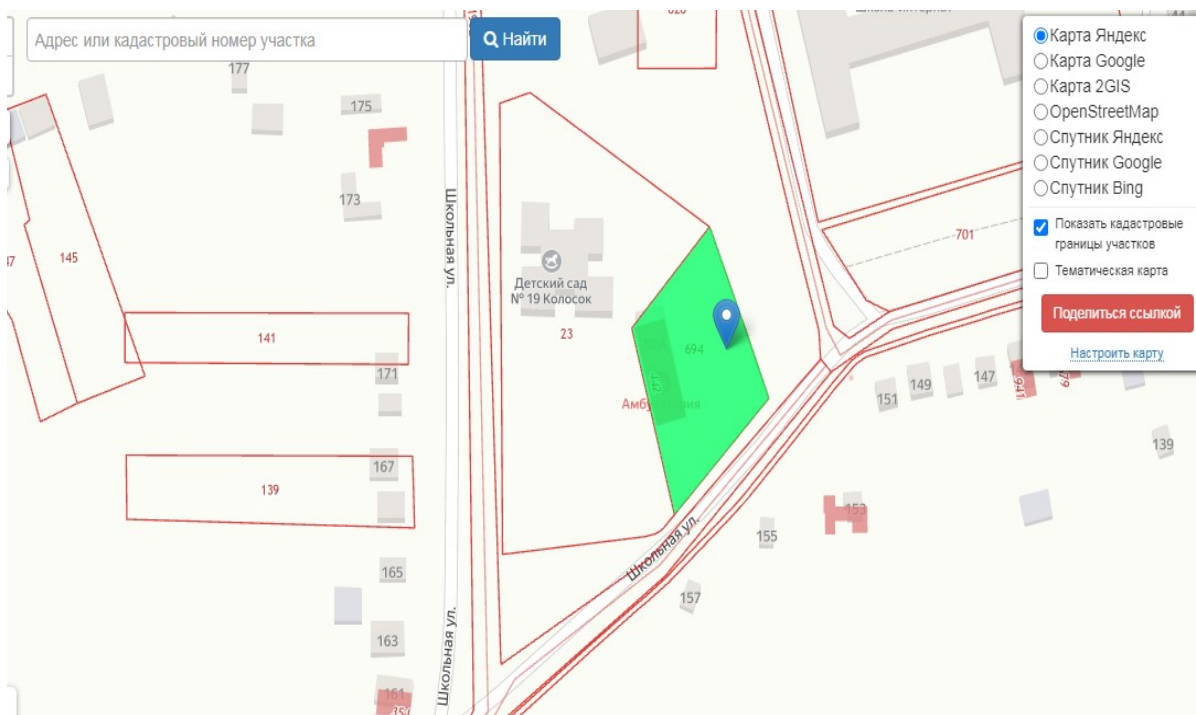 Адрес или кадастровый номер участка
Найти
Карта Яндекс
Карта Google
Карта 2GIS
OpenStreetMap
Спутник Яндекс
Спутник Google
Спутник Bing
Показать кадастровые
границы участков
Тематическая карта
Поделиться ссылкой
Настроить карту
177
175
173
Школьная ул.
145
701
Детский сад
№ 19 Колосок
23
694
141
171
151
149
147
139
167
139
153
155
Школьная ул.
165
157
163
Школьная ул.
161